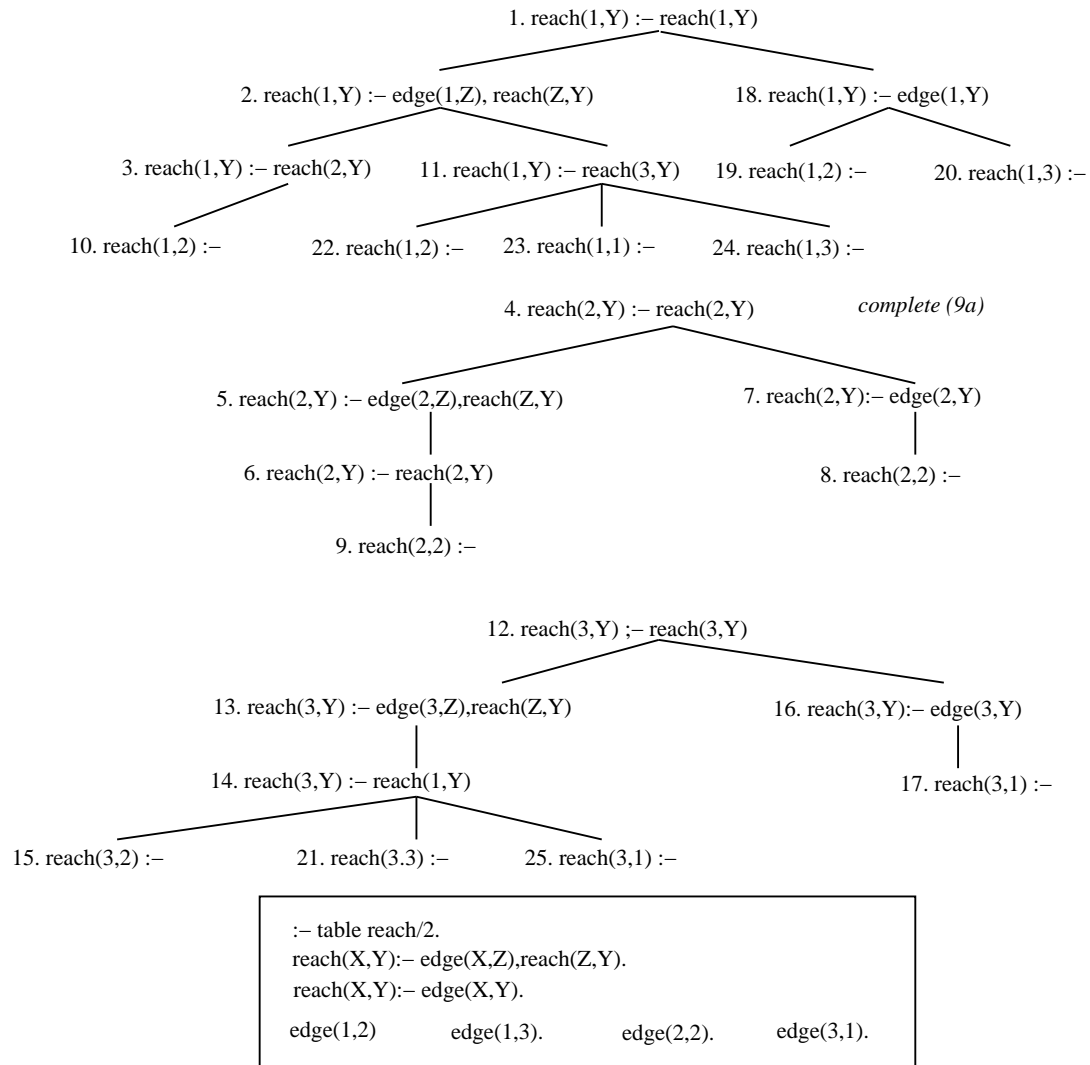 1. reach(1,Y) :− reach(1,Y)
2. reach(1,Y) :− edge(1,Z), reach(Z,Y)
18. reach(1,Y) :− edge(1,Y)
3. reach(1,Y) :− reach(2,Y)
11. reach(1,Y) :− reach(3,Y)
19. reach(1,2) :−
20. reach(1,3) :−
10. reach(1,2) :−
22. reach(1,2) :−
23. reach(1,1) :−
24. reach(1,3) :−
4. reach(2,Y) :− reach(2,Y)
complete (9a)
5. reach(2,Y) :− edge(2,Z),reach(Z,Y)
7. reach(2,Y):− edge(2,Y)
6. reach(2,Y) :− reach(2,Y)
8. reach(2,2) :−
9. reach(2,2) :−
12. reach(3,Y) ;− reach(3,Y)
13. reach(3,Y) :− edge(3,Z),reach(Z,Y)
16. reach(3,Y):− edge(3,Y)
14. reach(3,Y) :− reach(1,Y)
17. reach(3,1) :−
15. reach(3,2) :−
21. reach(3.3) :−
25. reach(3,1) :−
:− table reach/2.
reach(X,Y):− edge(X,Z),reach(Z,Y).
reach(X,Y):− edge(X,Y).
edge(1,2) edge(1,3). edge(2,2). edge(3,1).